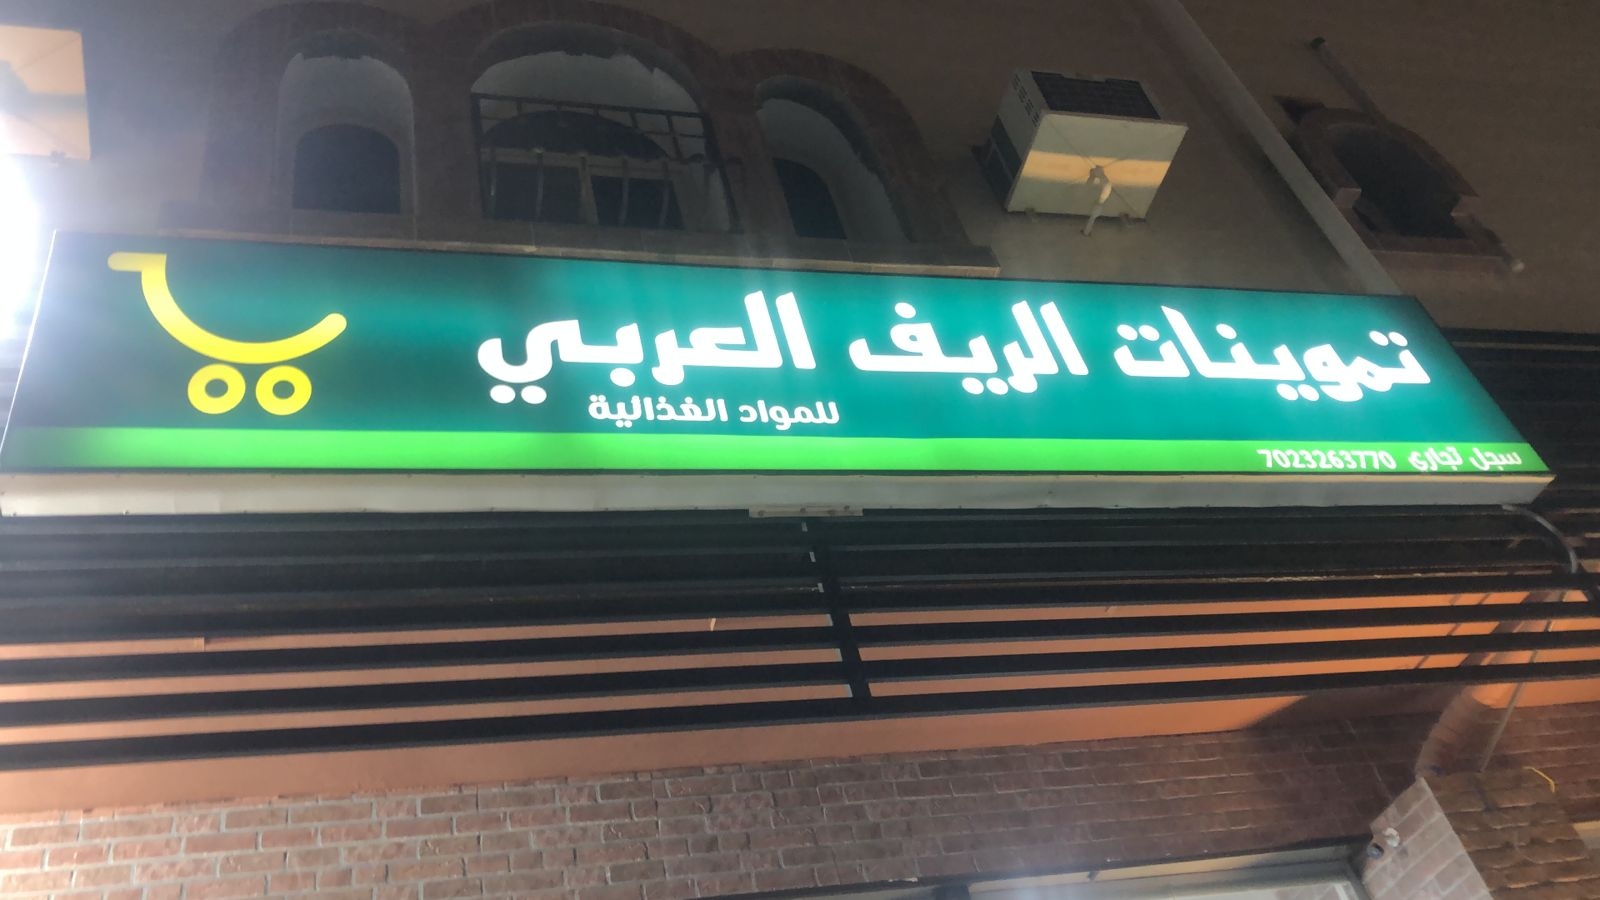 تموينات الريف العربي
للمواد الغذائية
سجل تجاري 7023263770